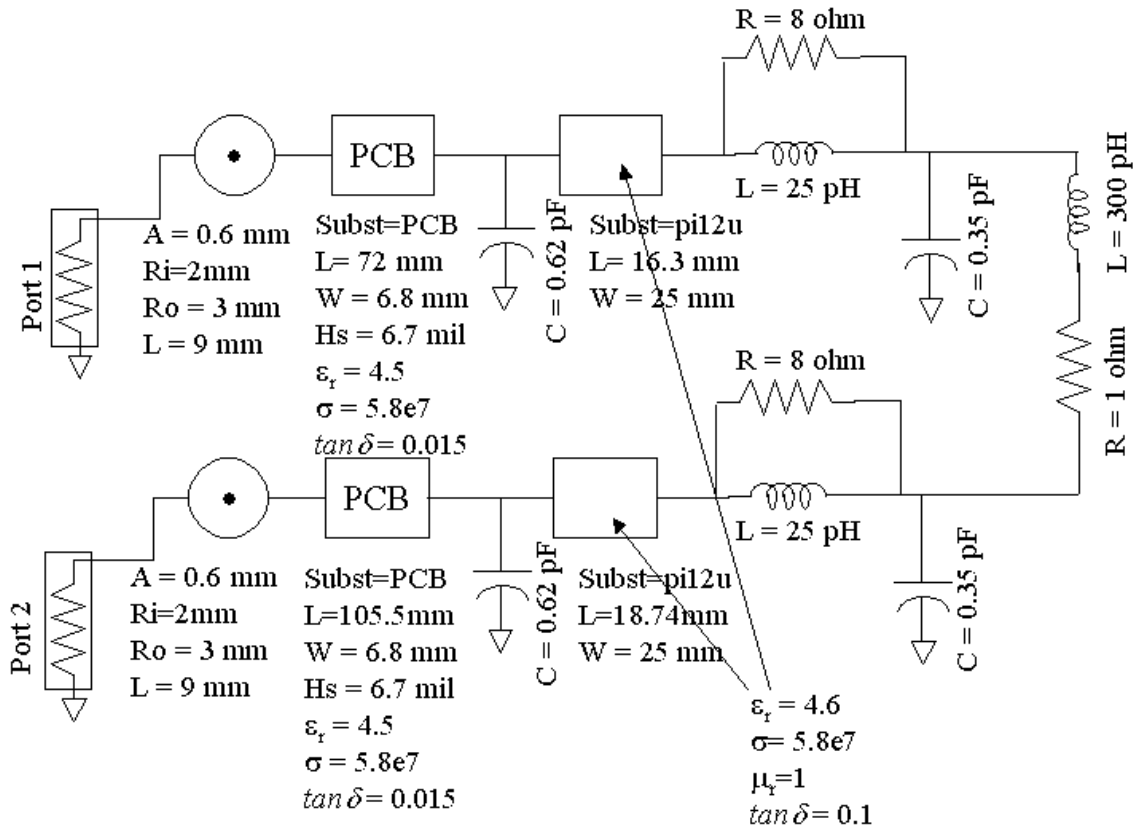 R = 8 ohm
PCB
L = 25 pH
L = 300 pH
Port 1
A = 0.6 mm
Ri=2mm
Ro = 3 mm
L = 9 mm
Subst=PCB
L= 72 mm
W = 6.8 mm
Hs = 6.7 mil
εr = 4.5
σ = 5.8e7
tan δ = 0.015
C = 0.62 pF
Subst=pi12u
L= 16.3 mm
W = 25 mm
C = 0.35 pF
R = 1 ohm
R = 8 ohm
PCB
L = 25 pH
Port 2
A = 0.6 mm
Ri=2mm
Ro = 3 mm
L = 9 mm
Subst=PCB
L=105.5mm
W = 6.8 mm
Hs = 6.7 mil
εr = 4.5
σ = 5.8e7
tan δ = 0.015
C = 0.62 pF
Subst=pi12u
L=18.74mm
W = 25 mm
C = 0.35 pF
εr = 4.6
σ= 5.8e7
μr=1
tan δ = 0.1